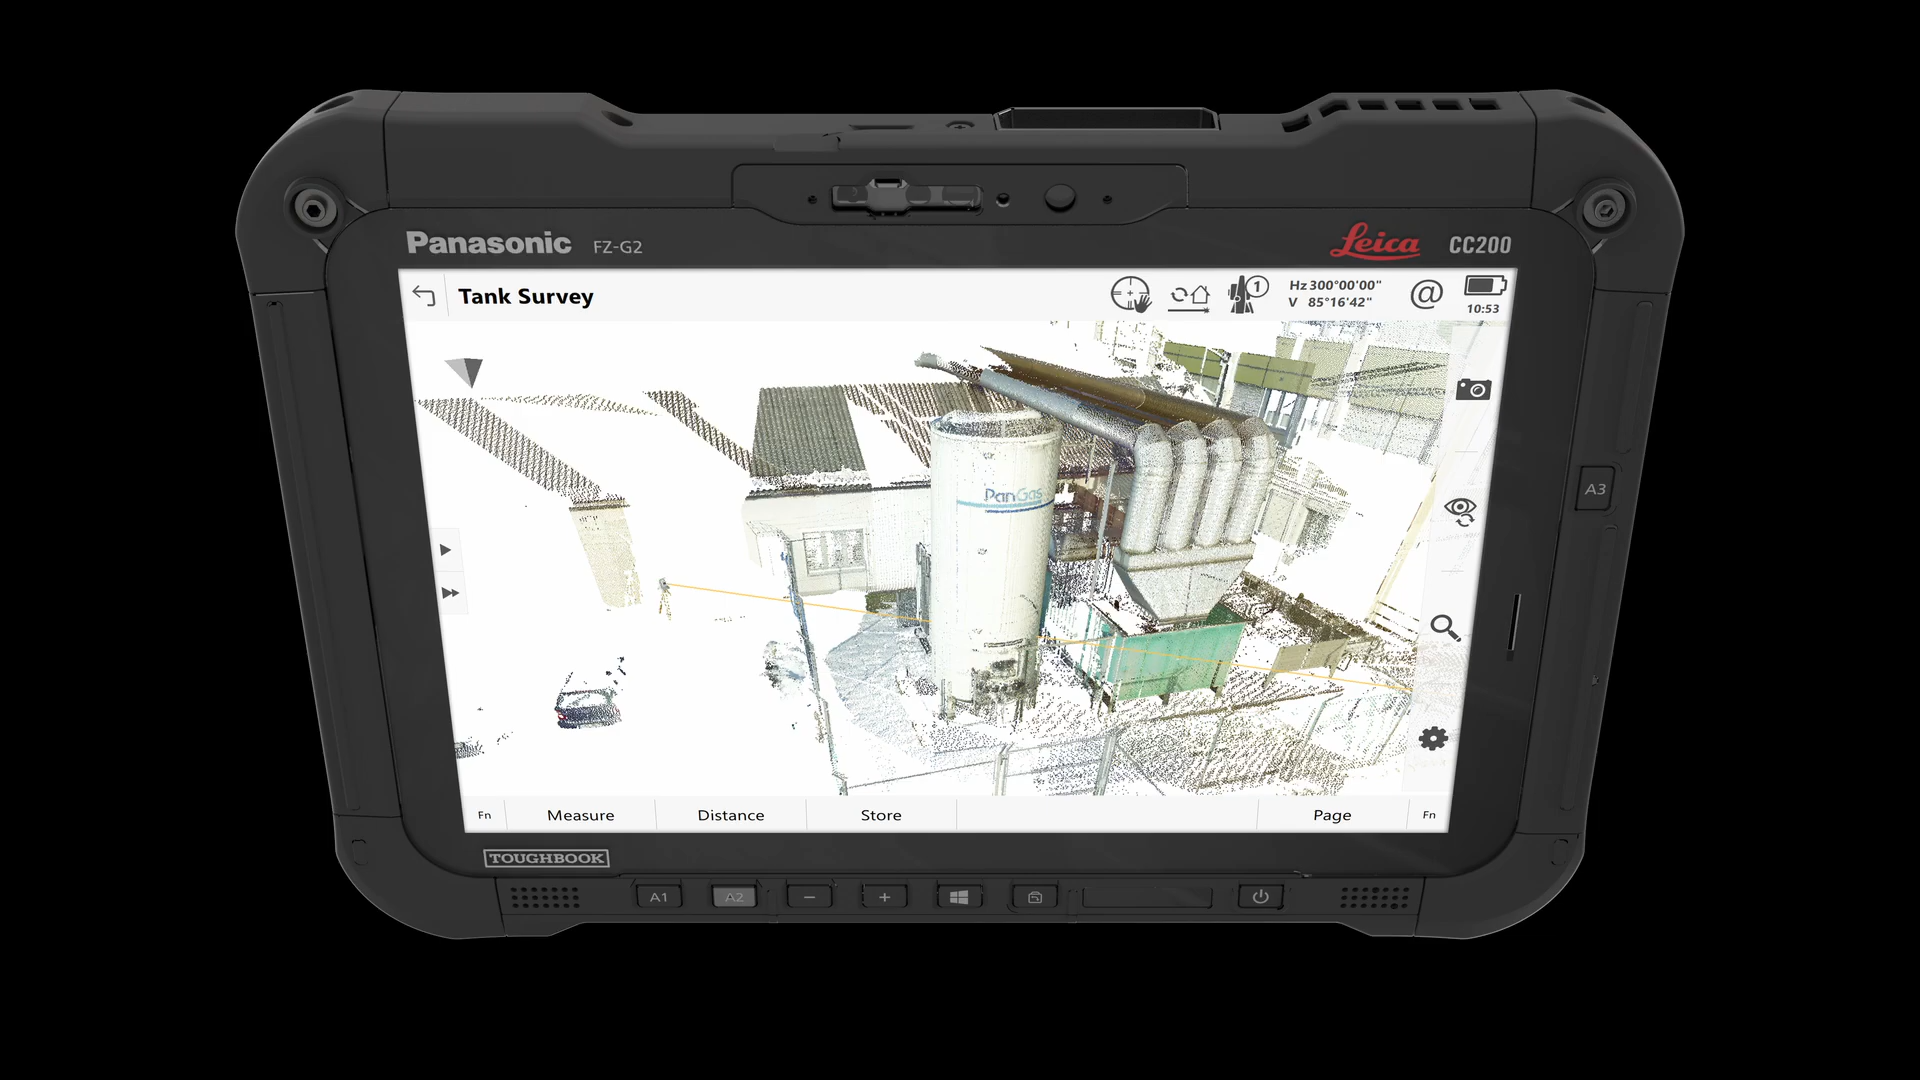 Panasonic FZ-G2
Leica CC200
Tank Survey
1
Hz 300°00'00"
V 85°16'42"
@
10:53
PanGas
A3
Fn
Measure
Distance
Store
Page
Fn
TOUGHBOOK
A1
A2